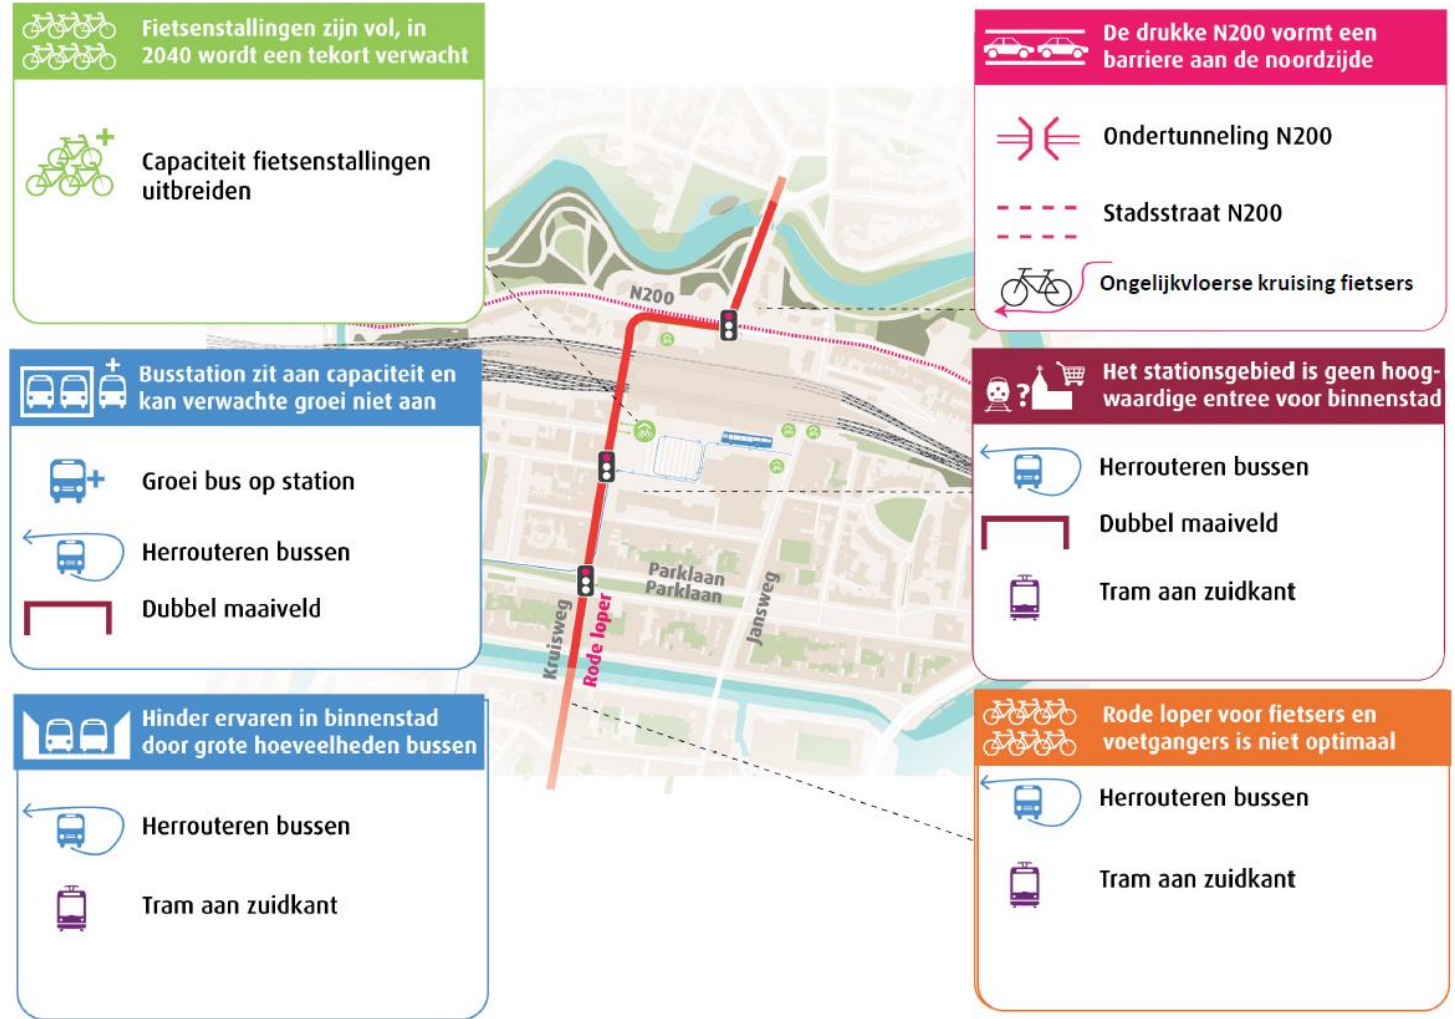 Fietsenstallingen zijn vol, in
2040 wordt een tekort verwacht
Capaciteit fietsenstallingen
uitbreiden
Busstation zit aan capaciteit en
kan verwachte groei niet aan
Groei bus op station
Herrouteren bussen
Dubbel maaiveld
Hinder ervaren in binnenstad
door grote hoeveelheden bussen
Herrouteren bussen
Tram aan zuidkant
N200
Parklaan
Parklaan
Kruisweg
Rode loper
Jansweg
De drukke N200 vormt een
barriere aan de noordzijde
Ondertunneling N200
Stadsstraat N200
Ongelijkvloerse kruising fietsers
?
Het stationsgebied is geen hoog-
waardige entree voor binnenstad
Herrouteren bussen
Dubbel maaiveld
Tram aan zuidkant
Rode loper voor fietsers en
voetgangers is niet optimaal
Herrouteren bussen
Tram aan zuidkant